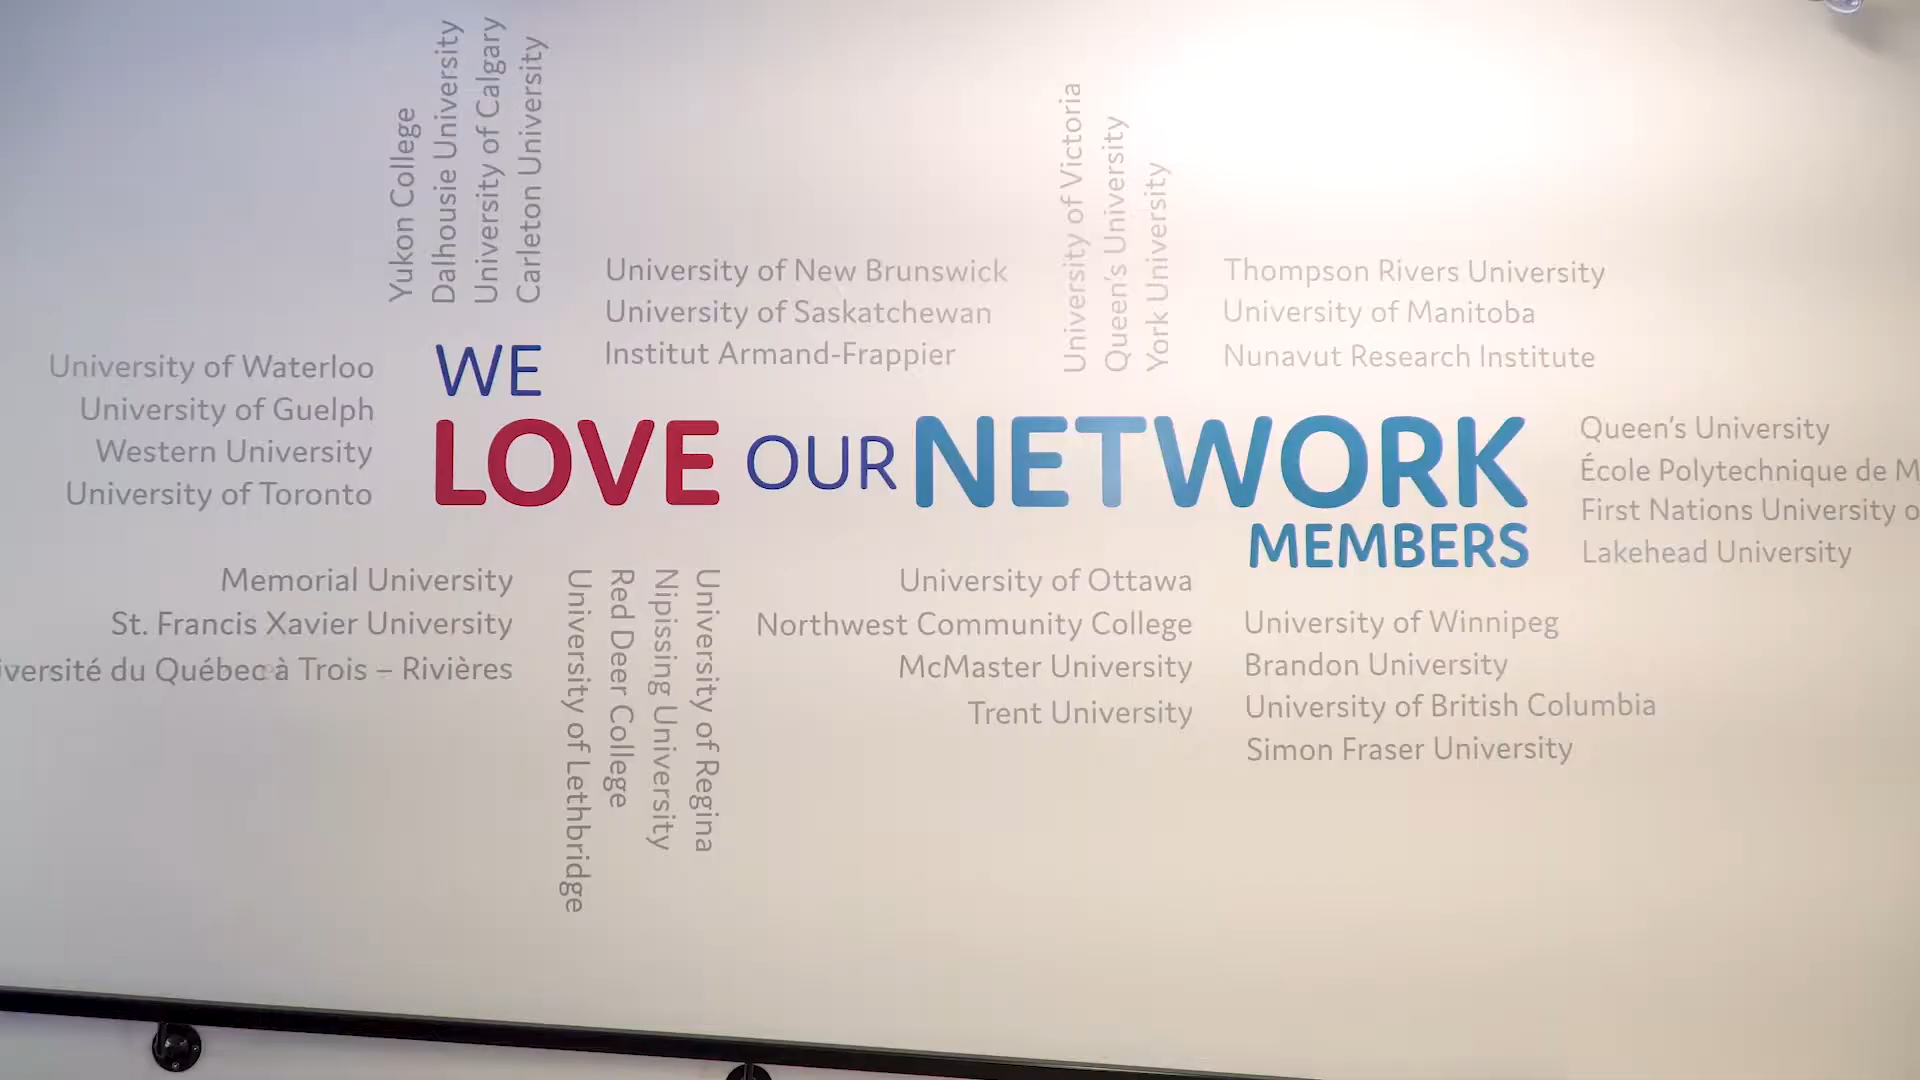 Yukon College
Dalhousie University
University of Calgary
Carleton University
University of New Brunswick
University of Saskatchewan
Institut Armand-Frappier
University of Victoria
Queen's University
York University
Thompson Rivers University
University of Manitoba
Nunavut Research Institute
University of Waterloo
University of Guelph
Western University
University of Toronto
WE
LOVE OUR NETWORK
MEMBERS
Queen's University
École Polytechnique de M
First Nations University o
Lakehead University
Memorial University
St. Francis Xavier University
iversité du Québec à Trois – Rivières
University of Lethbridge
Red Deer College
Nipissing University
University of Regina
University of Ottawa
Northwest Community College
McMaster University
Trent University
University of Winnipeg
Brandon University
University of British Columbia
Simon Fraser University